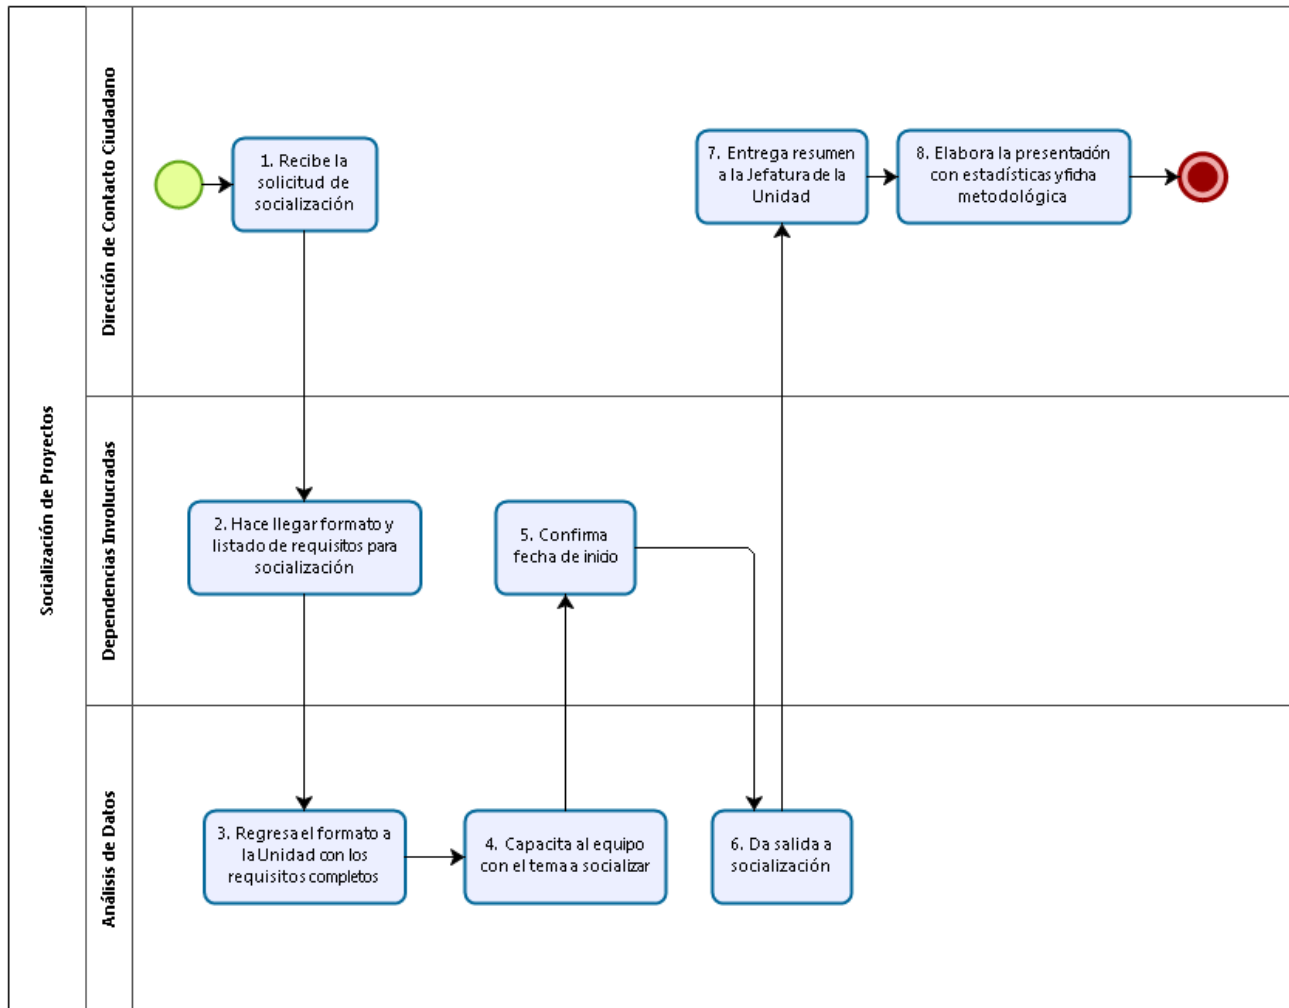 Socialización de Proyectos
Dirección de Contacto Ciudadano
1. Recibe la
solicitud de
socialización
7. Entrega resumen
a la Jefatura de la
Unidad
8. Elabora la presentación
con estadísticas y ficha
metodológica
Dependencias Involucradas
2. Hace llegar formato y
listado de requisitos para
socialización
5. Confirma
fecha de inicio
Análisis de Datos
3. Regresa el formato a
la Unidad con los
requisitos completos
4. Capacita al equipo
con el tema a socializar
6. Da salida a
socialización